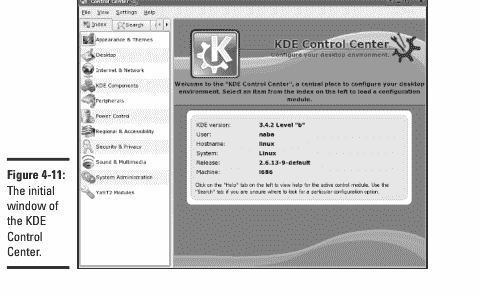 Control Center
File View Settings Help
Index Search
Appearance & Themes
Desktop
Internet & Network
KDE Components
Peripherals
Power Control
Regional & Accessibility
Security & Privacy
Sound & Multimedia
System Administration
YaST2 Modules
KDE Control Center
Configure your desktop environment.
Welcome to the "KDE Control Center", a central place to configure your desktop
environment. Select an item from the index on the left to load a configuration
module.
KDE version: 3.4.2 Level "b"
User: naba
Hostname: linux
System: Linux
Release: 2.6.13-9-default
Machine: i686
Click on the "Help" tab on the left to view help for the active control module. Use the
"Search" tab if you are unsure where to look for a particular configuration option.
Figure 4-11:
The initial
window of
the KDE
Control
Center.